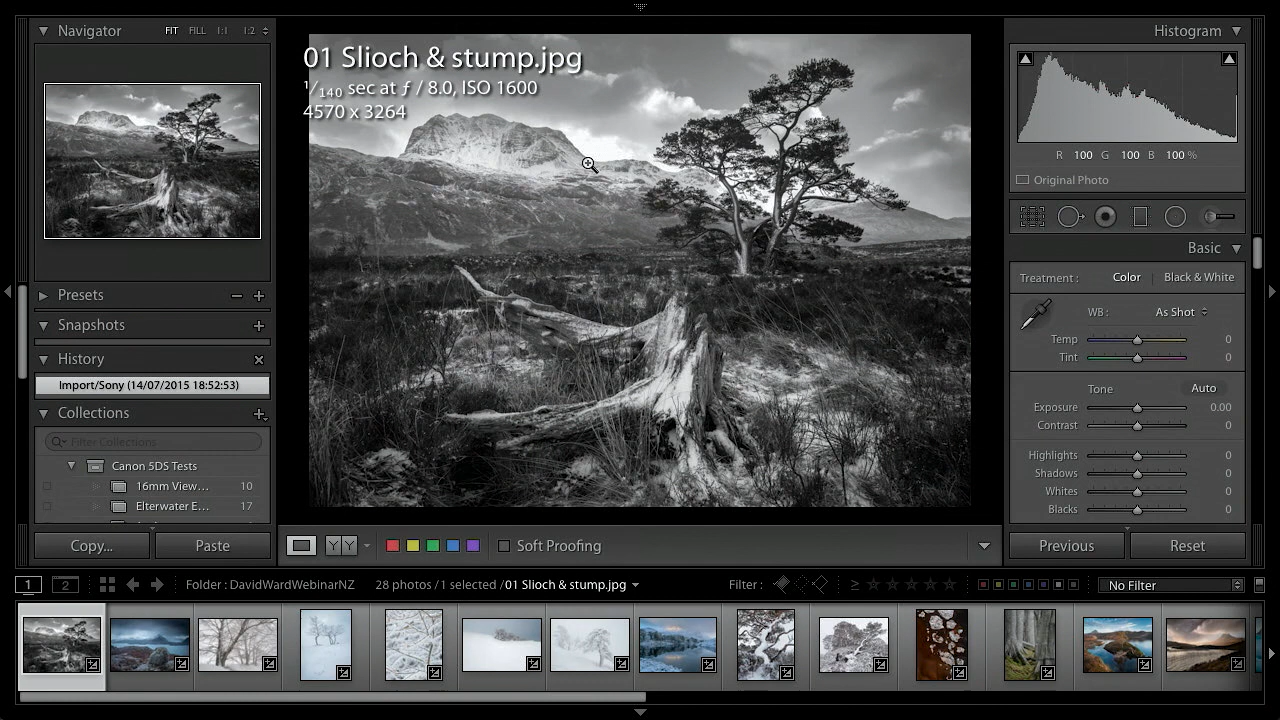 Navigator
FIT FILL 1:1 1:2
01 Slioch & stump.jpg
1/140 sec at ƒ / 8.0, ISO 1600
4570 x 3264
Histogram
R 100 G 100 B 100 %
Original Photo
Basic
Treatment : Color Black & White
WB : As Shot
Temp 0
Tint 0
Tone Auto
Exposure 0.00
Contrast 0
Highlights 0
Shadows 0
Whites 0
Blacks 0
Previous Reset
Presets
Snapshots
History
Import/Sony (14/07/2015 18:52:53)
Collections
Filter Collections
Canon 5DS Tests
16mm View... 10
Elterwater E... 17
Copy... Paste
YY
Soft Proofing
1 2 Folder : DavidWardWebinarNZ 28 photos / 1 selected / 01 Slioch & stump.jpg Filter : ≥ No Filter